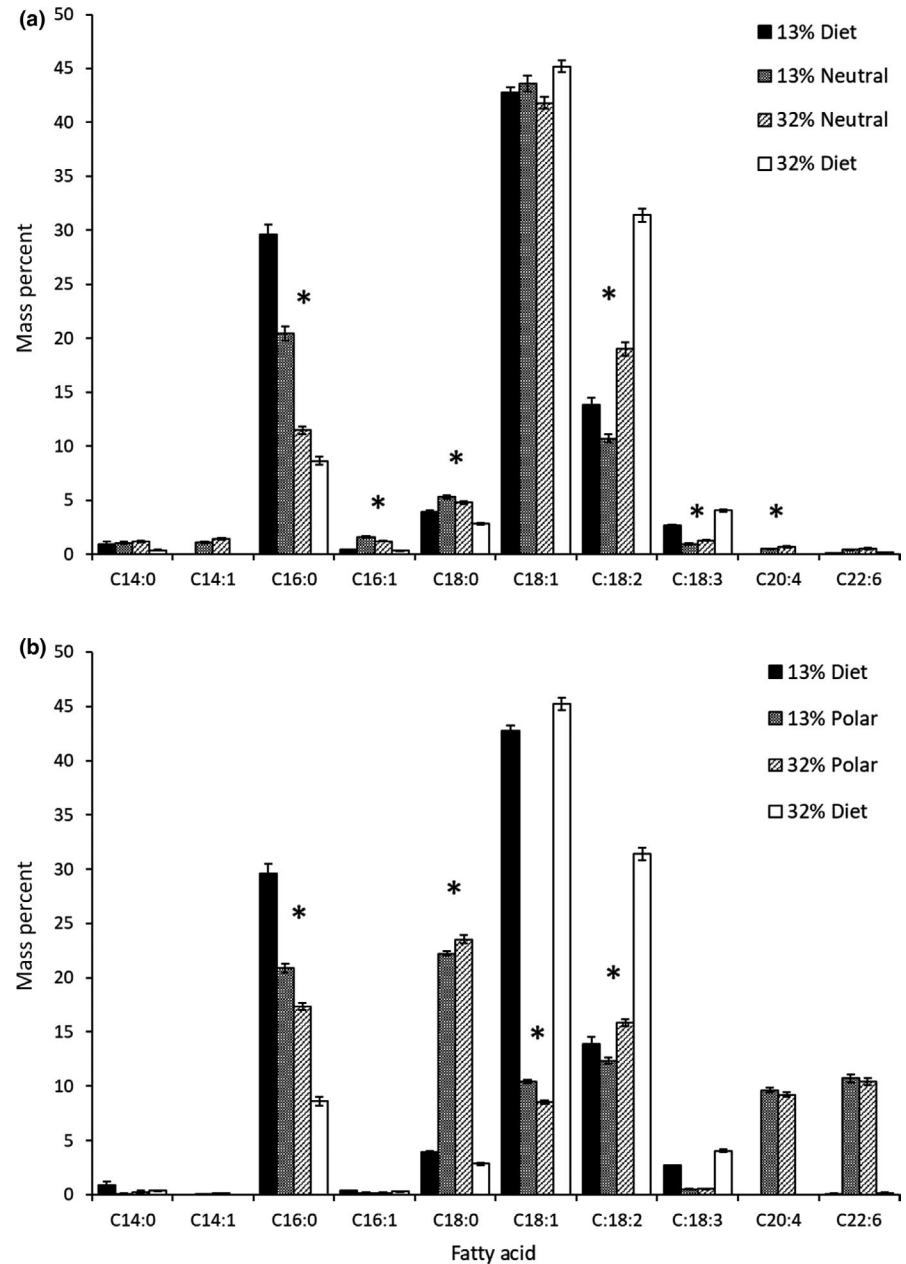 (a)
50
45
40
35
30
25
20
15
10
5
0
Mass percent
13% Diet
13% Neutral
32% Neutral
32% Diet
*
*
*
*
*
*
C14:0 C14:1 C16:0 C16:1 C18:0 C18:1 C:18:2 C:18:3 C20:4 C22:6
(b)
50
45
40
35
30
25
20
15
10
5
0
Mass percent
13% Diet
13% Polar
32% Polar
32% Diet
*
*
*
*
C14:0 C14:1 C16:0 C16:1 C18:0 C18:1 C:18:2 C:18:3 C20:4 C22:6
Fatty acid